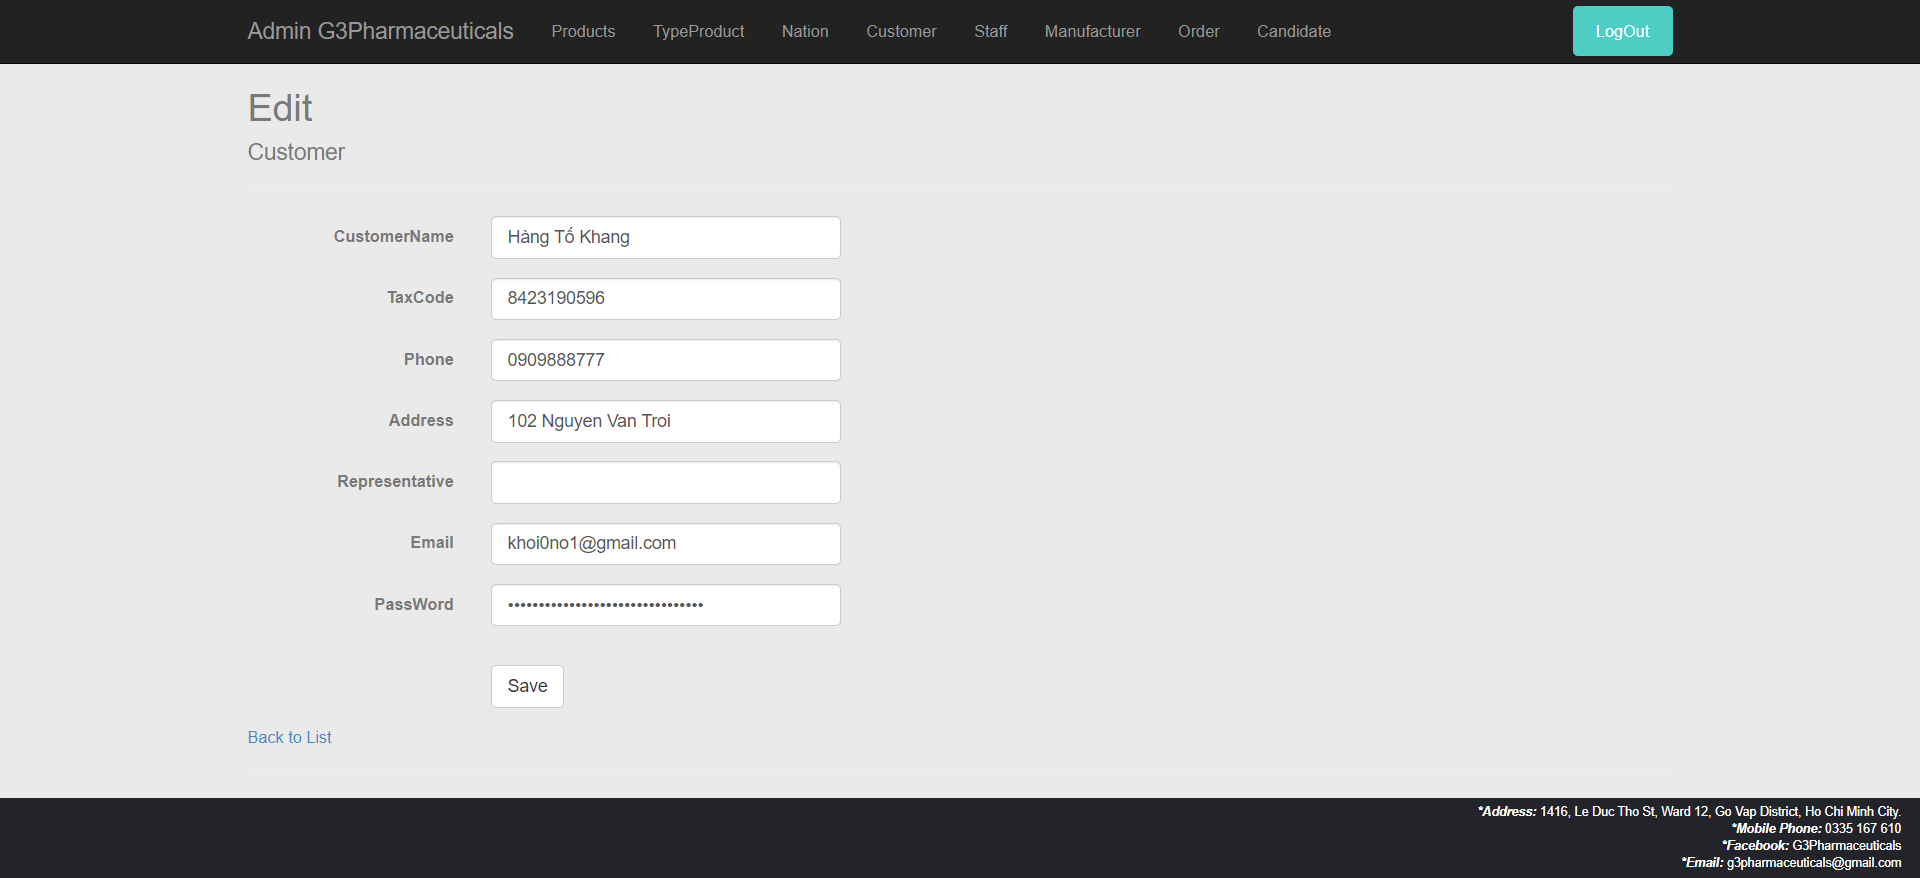 Admin G3Pharmaceuticals Products TypeProduct Nation Customer Staff Manufacturer Order Candidate LogOut
Edit
Customer
CustomerName Hàng Tố Khang
TaxCode 8423190596
Phone 0909888777
Address 102 Nguyen Van Troi
Representative
Email khoi0no1@gmail.com
PassWord ••••••••••••••••••••••••••••••••
Save
Back to List
*Address: 1416, Le Duc Tho St, Ward 12, Go Vap District, Ho Chi Minh City.
*Mobile Phone: 0335 167 610
*Facebook: G3Pharmaceuticals
*Email: g3pharmaceuticals@gmail.com